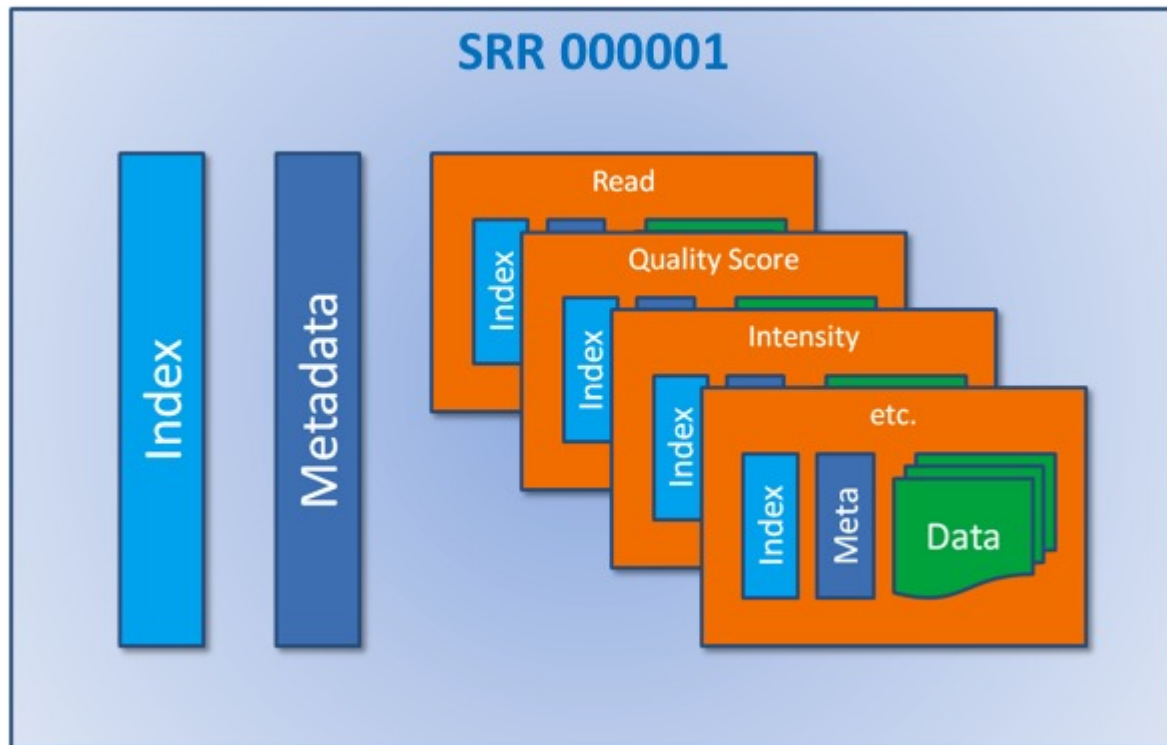 SRR 000001
Index
Metadata
Read
Index
Quality Score
Index
Intensity
Index
etc.
Index
Meta
Data